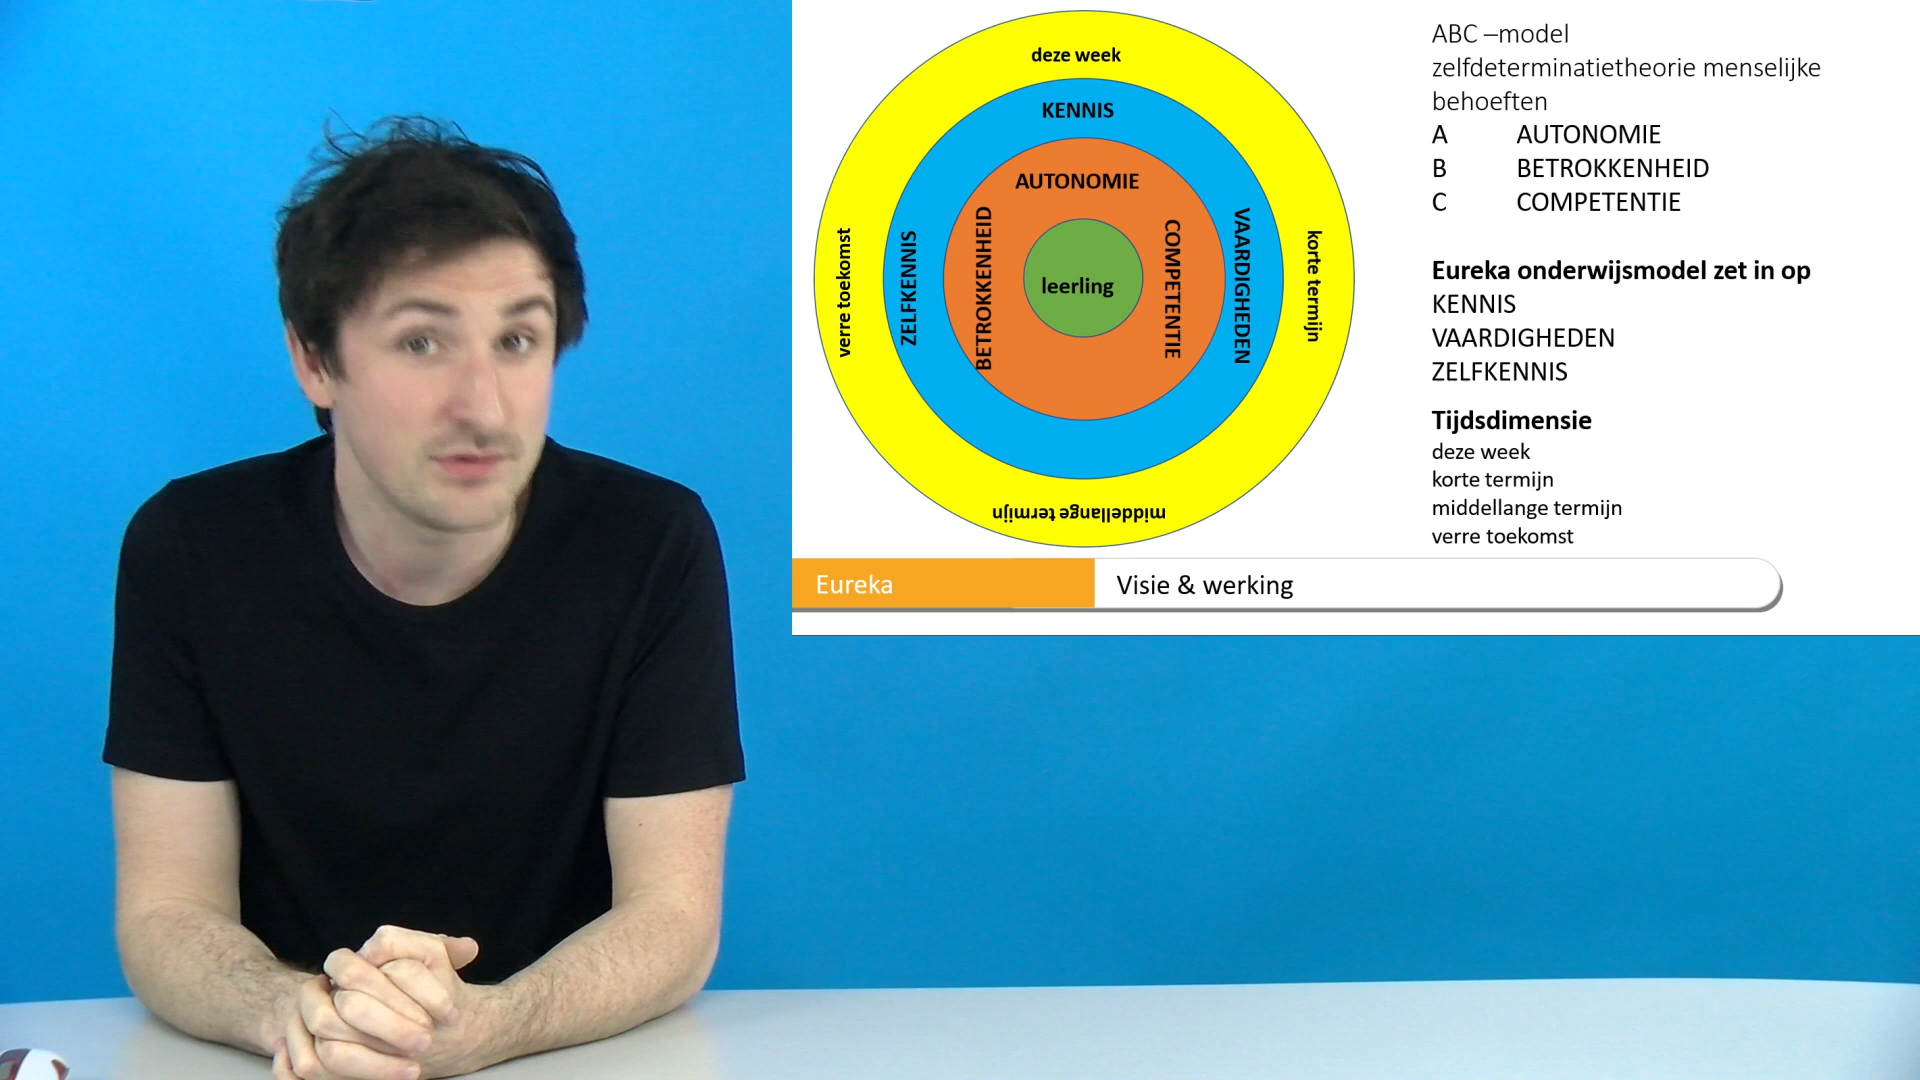 deze week
KENNIS
AUTONOMIE
verre toekomst
ZELFKENNIS
BETROKKENHEID
leerling
COMPETENTIE
VAARDIGHEDEN
korte termijn
middellange termijn
ABC –model
zelfdeterminatietheorie menselijke
behoeften
A AUTONOMIE
B BETROKKENHEID
C COMPETENTIE
Eureka onderwijsmodel zet in op
KENNIS
VAARDIGHEDEN
ZELFKENNIS
Tijdsdimensie
deze week
korte termijn
middellange termijn
verre toekomst
Eureka Visie & werking